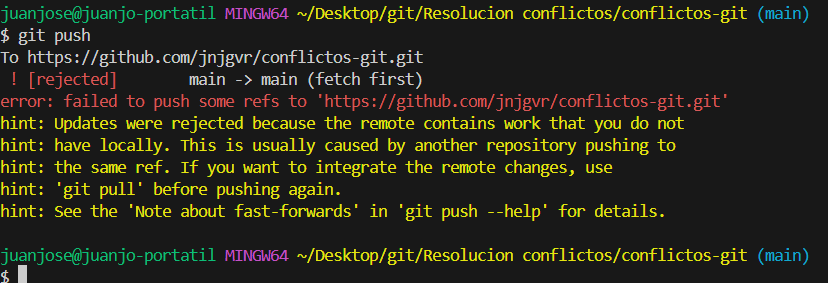 juanjose@juanjo-portatil MINGW64 ~/Desktop/git/Resolucion conflictos/conflictos-git (main)
$ git push
To https://github.com/jnjgvr/conflictos-git.git
 ! [rejected]        main -> main (fetch first)
error: failed to push some refs to 'https://github.com/jnjgvr/conflictos-git.git'
hint: Updates were rejected because the remote contains work that you do not
hint: have locally. This is usually caused by another repository pushing to
hint: the same ref. If you want to integrate the remote changes, use
hint: 'git pull' before pushing again.
hint: See the 'Note about fast-forwards' in 'git push --help' for details.
juanjose@juanjo-portatil MINGW64 ~/Desktop/git/Resolucion conflictos/conflictos-git (main)
$